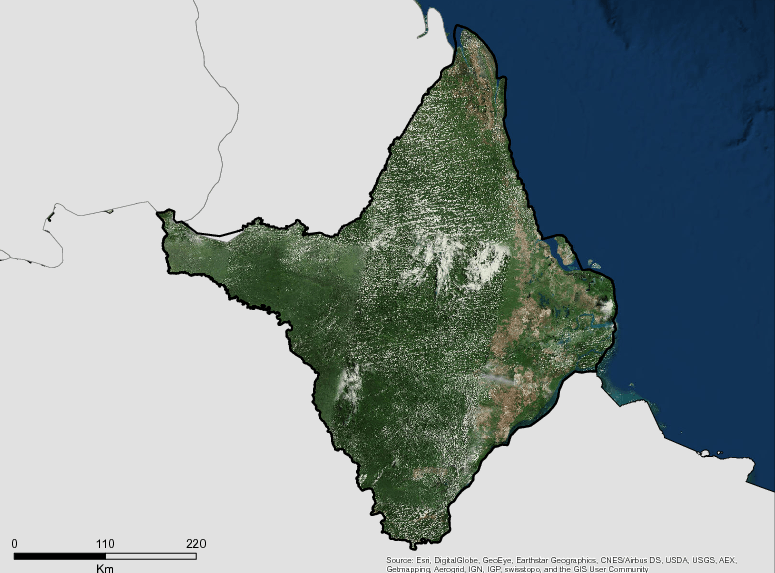 0 110 220
Km
Source: Esri, DigitalGlobe, GeoEye, Earthstar Geographics, CNES/Airbus DS, USDA, USGS, AEX,
Getmapping, Aerogrid, IGN, IGP, swisstopo, and the GIS User Community